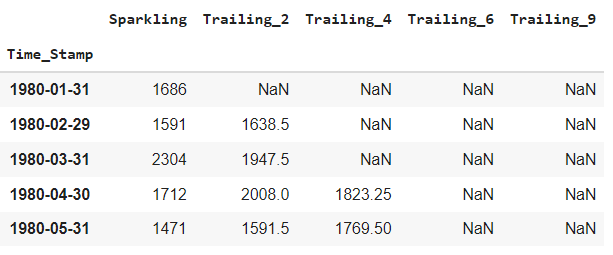 Sparkling Trailing_2 Trailing_4 Trailing_6 Trailing_9
Time_Stamp
1980-01-31 1686 NaN NaN NaN NaN
1980-02-29 1591 1638.5 NaN NaN NaN
1980-03-31 2304 1947.5 NaN NaN NaN
1980-04-30 1712 2008.0 1823.25 NaN NaN
1980-05-31 1471 1591.5 1769.50 NaN NaN